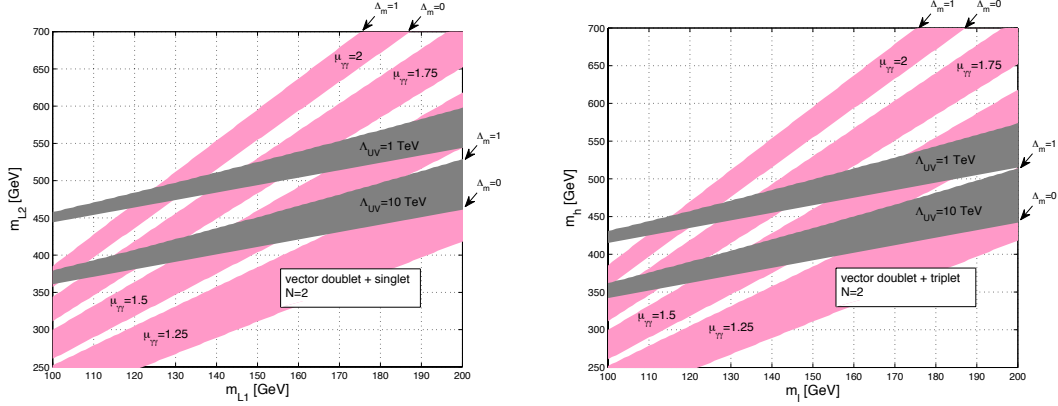 Δm=1
Δm=0
700
650
600
550
500
450
400
350
300
250
mL2 [GeV]
μγγ=2
μγγ=1.75
ΛUV=1 TeV
Δm=1
ΛUV=10 TeV
Δm=0
vector doublet + singlet
N=2
μγγ=1.5
μγγ=1.25
100 110 120 130 140 150 160 170 180 190 200
mL1 [GeV]
Δm=1
Δm=0
700
650
600
550
500
450
400
350
300
250
mh [GeV]
μγγ=2
μγγ=1.75
ΛUV=1 TeV
Δm=1
ΛUV=10 TeV
Δm=0
vector doublet + triplet
N=2
μγγ=1.5
μγγ=1.25
100 110 120 130 140 150 160 170 180 190 200
ml [GeV]